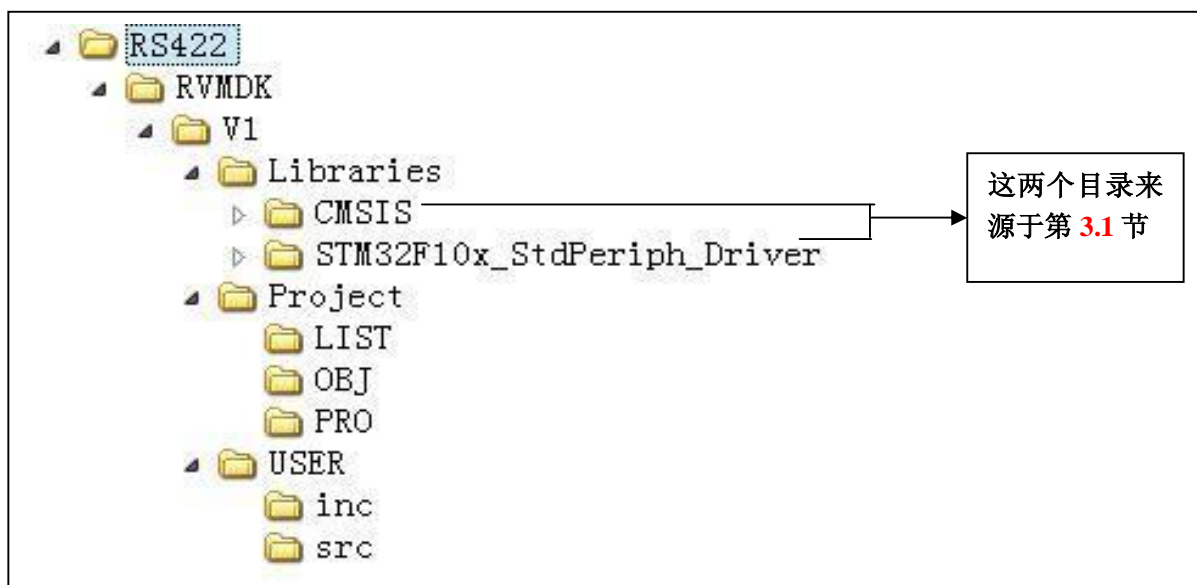 RS422
RVMDK
V1
Libraries
CMSIS
STM32F10x_StdPeriph_Driver
Project
LIST
OBJ
PRO
USER
inc
src
这两个目录来
源于第 3.1 节